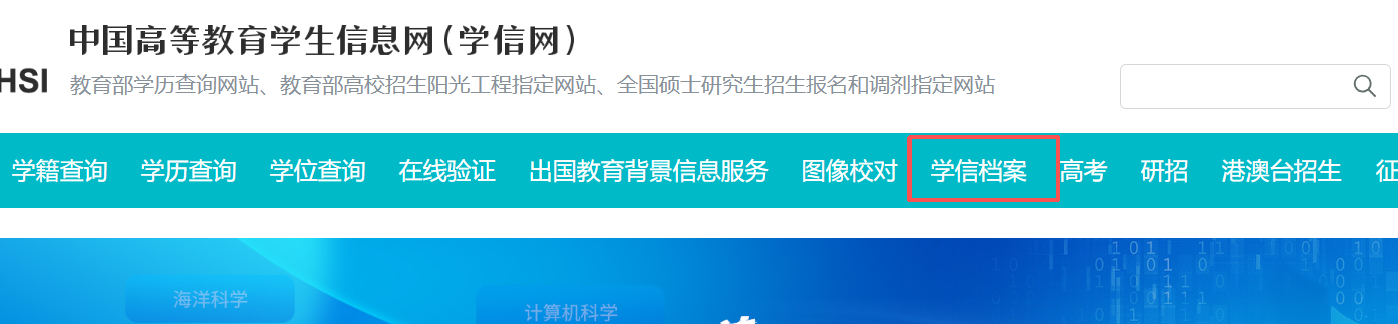 中国高等教育学生信息网（学信网）
HSI
教育部学历查询网站、教育部高校招生阳光工程指定网站、全国硕士研究生招生报名和调剂指定网站
学籍查询 学历查询 学位查询 在线验证 出国教育背景信息服务 图像校对 学信档案 高考 研招 港澳台招生 征
海洋科学
计算机科学